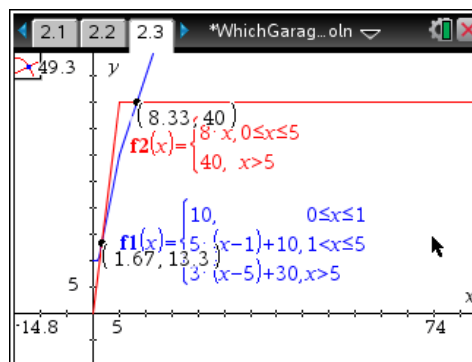 2.1 2.2 2.3 *WhichGarag...oln
49.3 y
(8.33, 40)
f2(x)={8·x, 0≤x≤5
40, x>5
f1(x)={10, 0≤x≤1
5·(x-1)+10, 1<x≤5
(1.67, 13.3)
3·(x-5)+30, x>5
5
x
-14.8 5 74